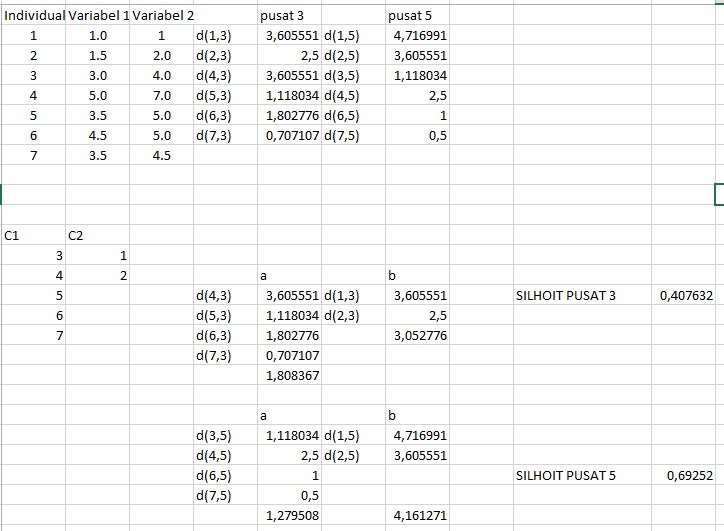 Individual Variabel 1 Variabel 2 pusat 3 pusat 5
1 1.0 1 d(1,3) 3,605551 d(1,5) 4,716991
2 1.5 2.0 d(2,3) 2,5 d(2,5) 3,605551
3 3.0 4.0 d(4,3) 3,605551 d(3,5) 1,118034
4 5.0 7.0 d(5,3) 1,118034 d(4,5) 2,5
5 3.5 5.0 d(6,3) 1,802776 d(6,5) 1
6 4.5 5.0 d(7,3) 0,707107 d(7,5) 0,5
7 3.5 4.5
C1 C2
3 1
4 2 a b
5 d(4,3) 3,605551 d(1,3) 3,605551 SILHOIT PUSAT 3 0,407632
6 d(5,3) 1,118034 d(2,3) 2,5
7 d(6,3) 1,802776 3,052776
d(7,3) 0,707107
1,808367
a b
d(3,5) 1,118034 d(1,5) 4,716991
d(4,5) 2,5 d(2,5) 3,605551
d(6,5) 1 SILHOIT PUSAT 5 0,69252
d(7,5) 0,5
1,279508 4,161271